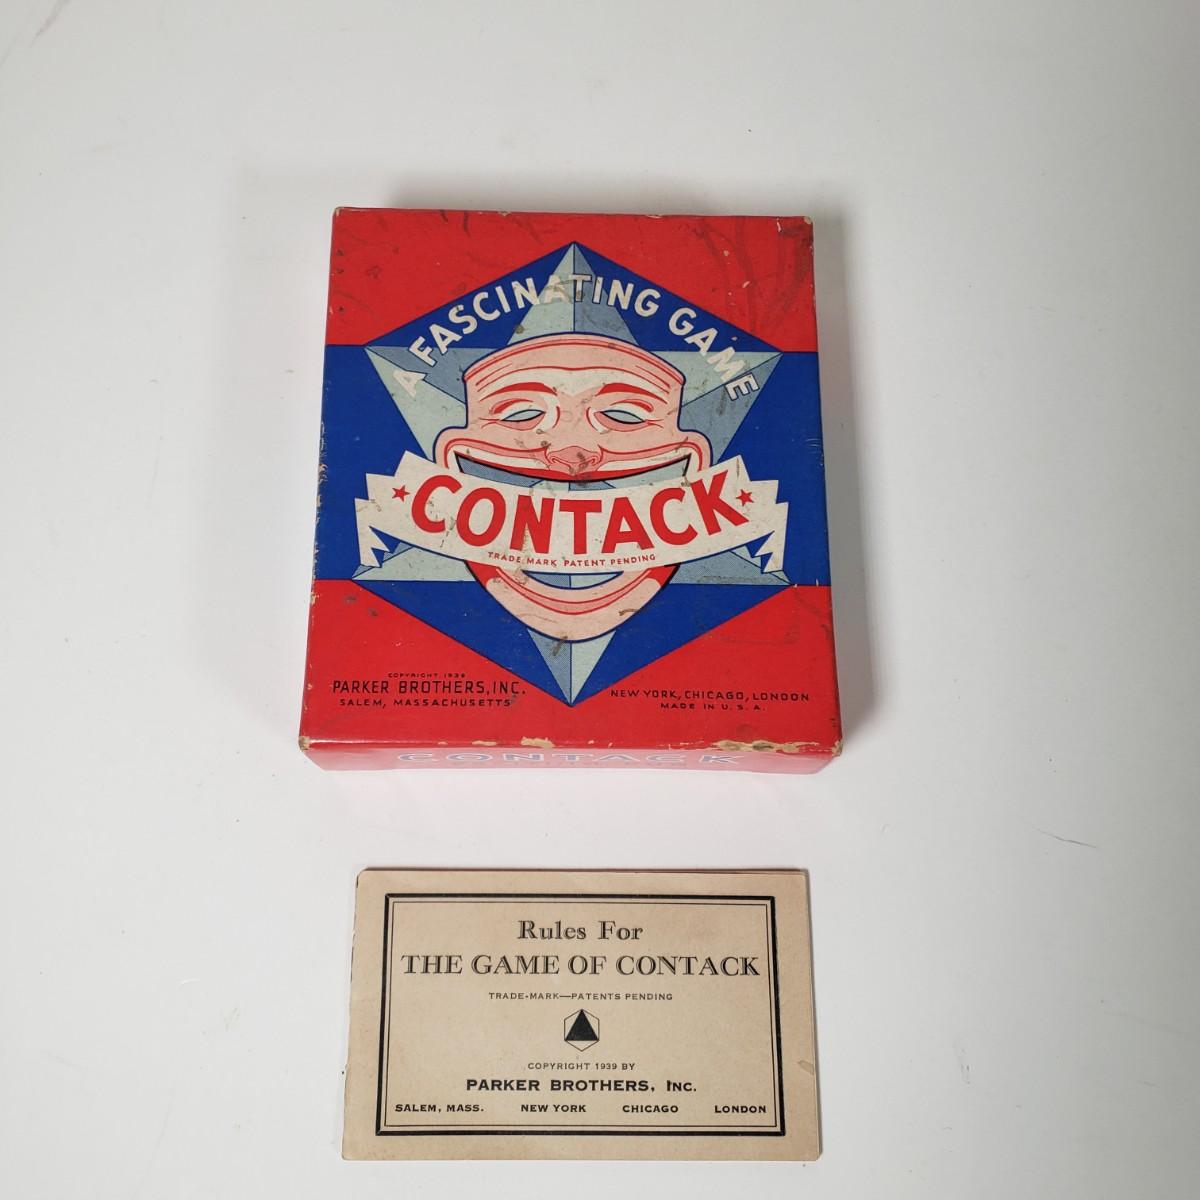 A FASCINATING GAME
★CONTACK★
TRADE MARK PATENT PENDING
COPYRIGHT 1939
PARKER BROTHERS, INC.
SALEM, MASSACHUSETTS
NEW YORK, CHICAGO, LONDON
MADE IN U.S.A.
CONTACK
Rules For
THE GAME OF CONTACK
TRADE-MARK—PATENTS PENDING
COPYRIGHT 1939 BY
PARKER BROTHERS, INC.
SALEM, MASS. NEW YORK CHICAGO LONDON